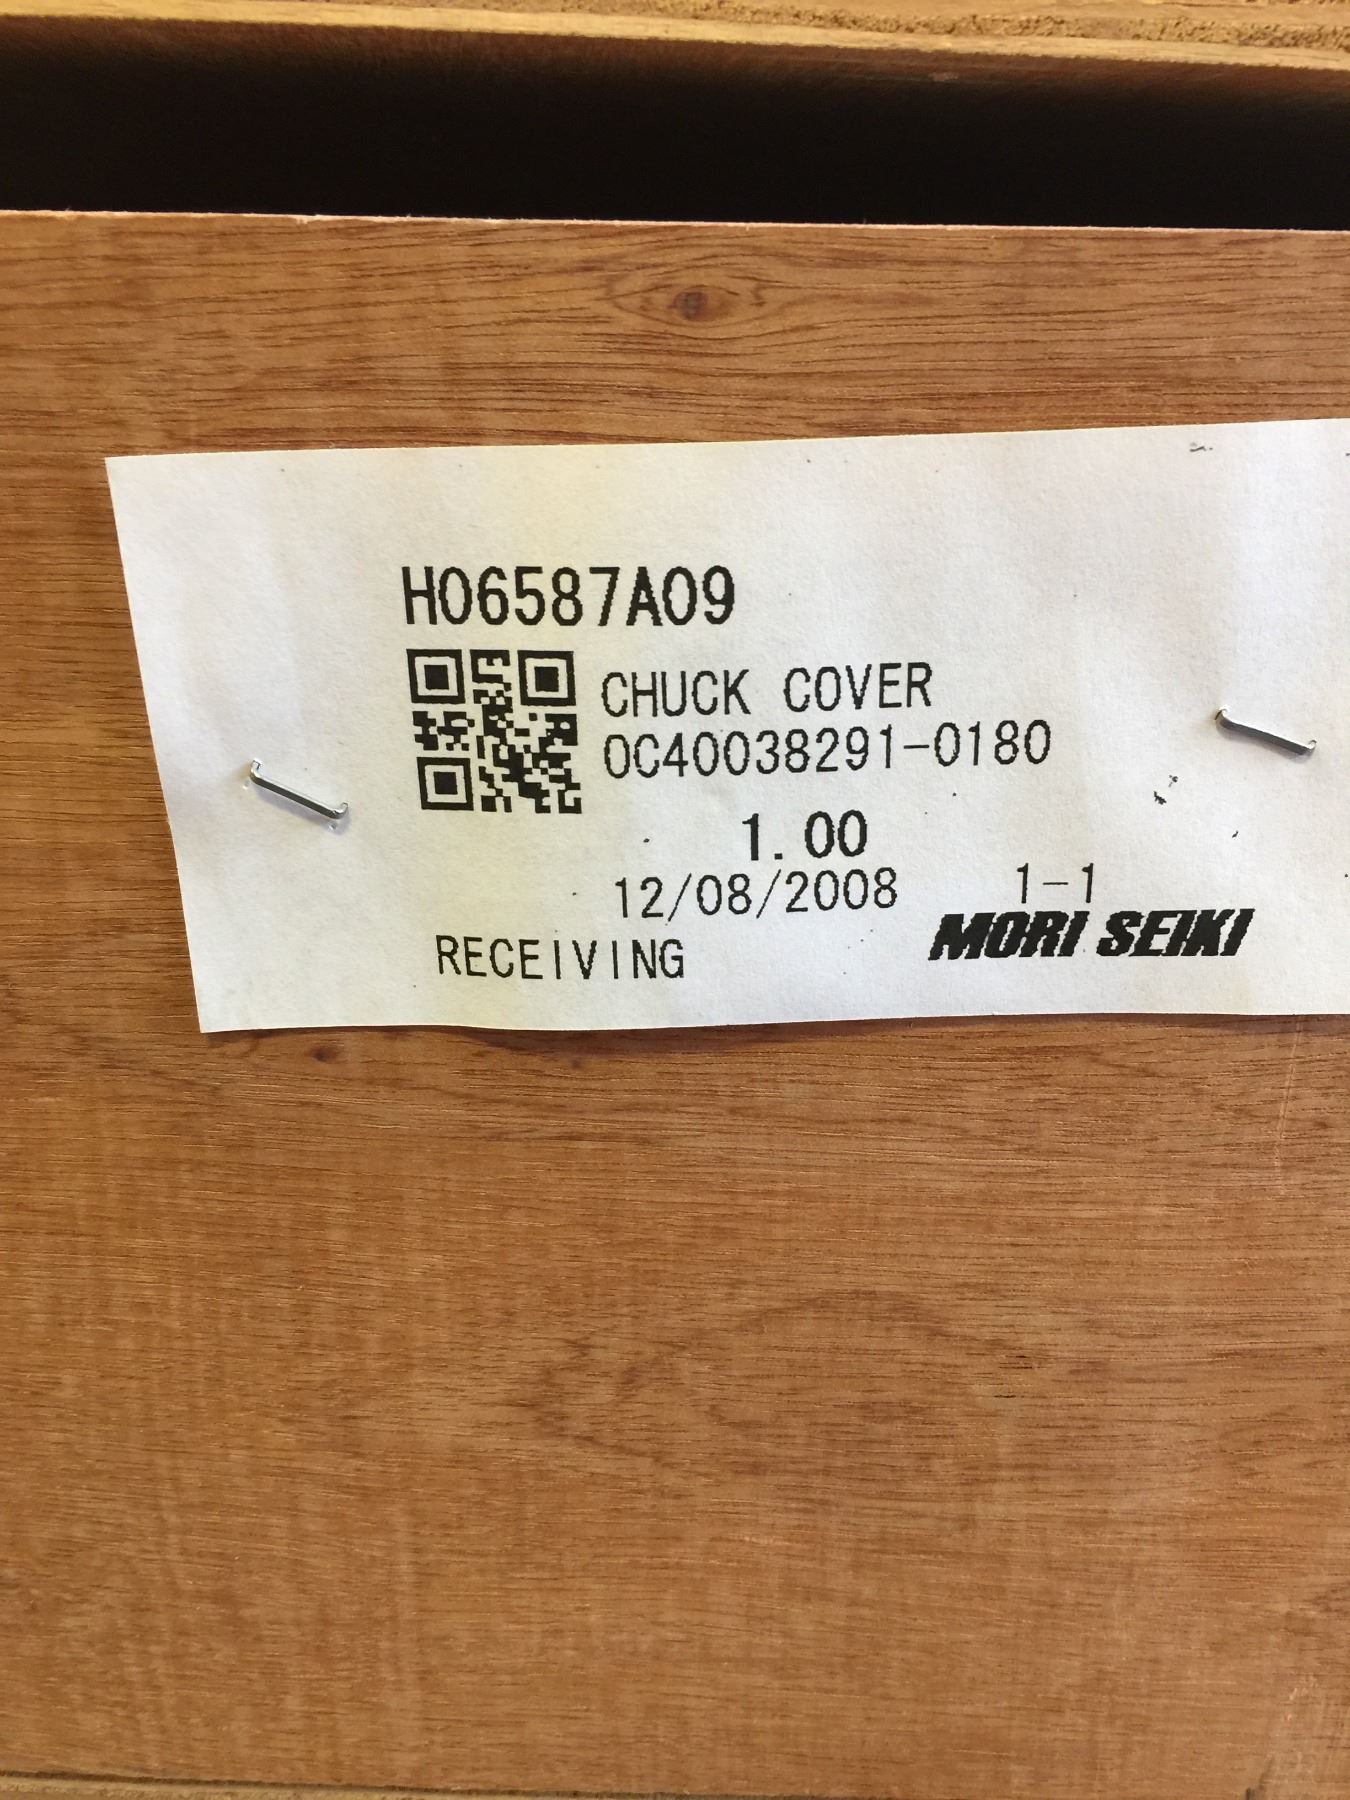 H06587A09
CHUCK COVER
0C40038291-0180
1.00
12/08/2008 1-1
RECEIVING MORI SEIKI